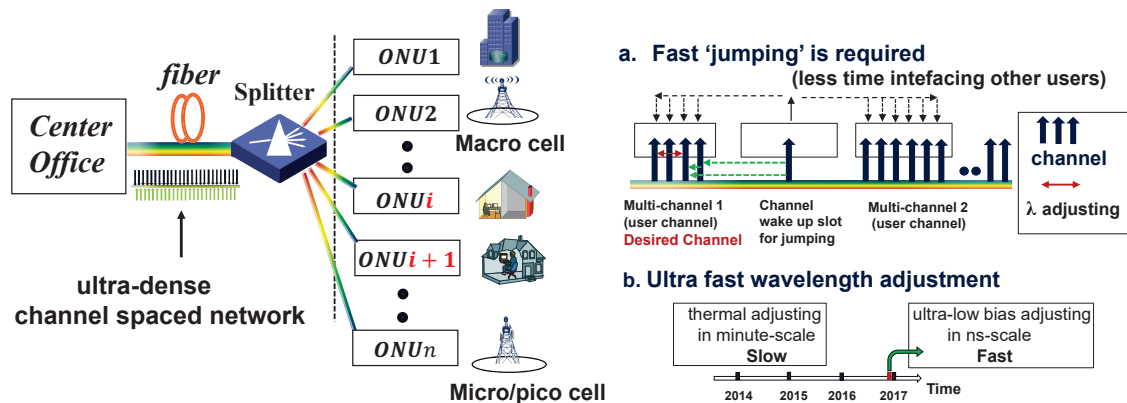 Center
Office
fiber
Splitter
ultra-dense
channel spaced network
ONU1
ONU2
Macro cell
ONUi
ONUi + 1
ONUn
Micro/pico cell
a. Fast ‘jumping’ is required
(less time intefacing other users)
Multi-channel 1
(user channel)
Desired Channel
Channel
wake up slot
for jumping
Multi-channel 2
(user channel)
channel
λ adjusting
b. Ultra fast wavelength adjustment
thermal adjusting
in minute-scale
Slow
ultra-low bias adjusting
in ns-scale
Fast
Time
2014 2015 2016 2017